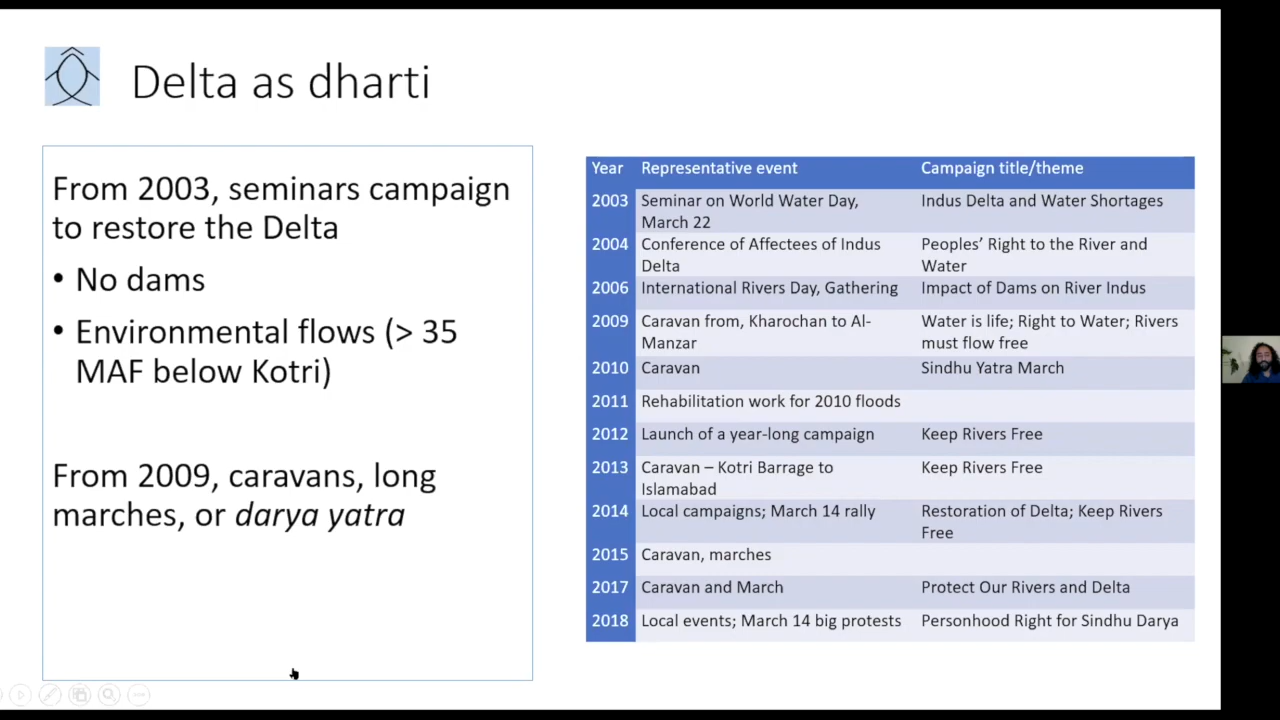 Delta as dharti
From 2003, seminars campaign
to restore the Delta
• No dams
• Environmental flows (> 35
MAF below Kotri)
From 2009, caravans, long
marches, or darya yatra
Year Representative event Campaign title/theme
2003 Seminar on World Water Day, Indus Delta and Water Shortages
March 22
2004 Conference of Affectees of Indus Peoples’ Right to the River and
Delta Water
2006 International Rivers Day, Gathering Impact of Dams on River Indus
2009 Caravan from, Kharochan to Al- Water is life; Right to Water; Rivers
Manzar must flow free
2010 Caravan Sindhu Yatra March
2011 Rehabilitation work for 2010 floods
2012 Launch of a year-long campaign Keep Rivers Free
2013 Caravan – Kotri Barrage to Keep Rivers Free
Islamabad
2014 Local campaigns; March 14 rally Restoration of Delta; Keep Rivers
Free
2015 Caravan, marches
2017 Caravan and March Protect Our Rivers and Delta
2018 Local events; March 14 big protests Personhood Right for Sindhu Darya